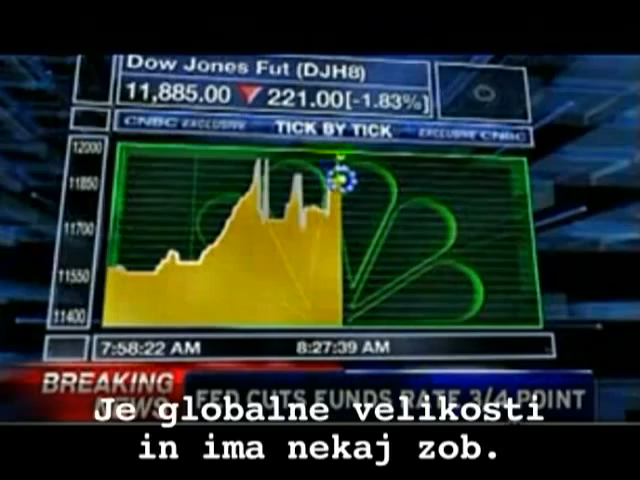 Dow Jones Fut (DJH8)
11,885.00 ▼ 221.00[-1.83%]
CNBC EXCLUSIVE TICK BY TICK EXCLUSIVE CNBC
12000
11850
11700
11550
11400
7:58:22 AM 8:27:39 AM
BREAKING NEWS
FED CUTS FUNDS RATE 3/4 POINT
Je globalne velikosti
in ima nekaj zob.